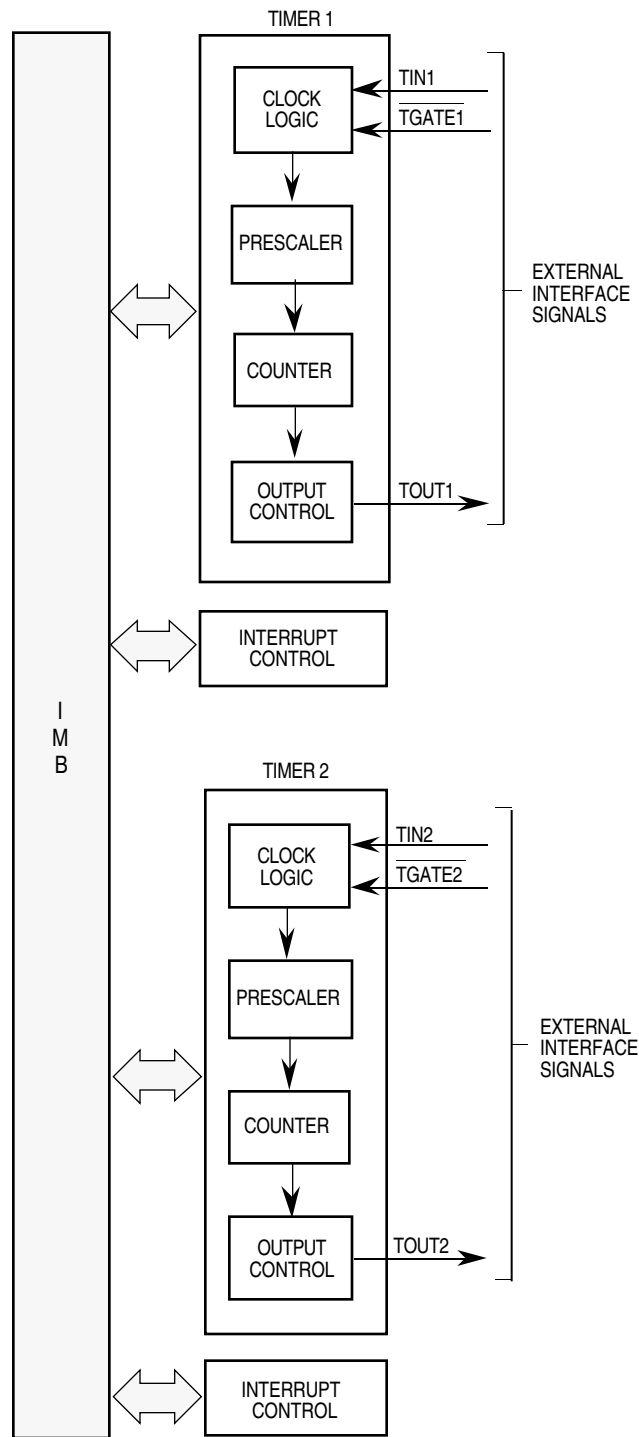 TIMER 1
CLOCK
LOGIC
TIN1
TGATE1
PRESCALER
EXTERNAL
INTERFACE
SIGNALS
COUNTER
OUTPUT
CONTROL
TOUT1
INTERRUPT
CONTROL
I
M
B
TIMER 2
CLOCK
LOGIC
TIN2
TGATE2
PRESCALER
EXTERNAL
INTERFACE
SIGNALS
COUNTER
OUTPUT
CONTROL
TOUT2
INTERRUPT
CONTROL